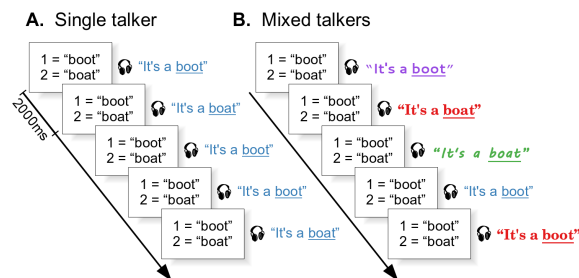 A. Single talker
1 = “boot”
2 = “boat”
“It's a boot”
1 = “boot”
2 = “boat”
“It's a boat”
1 = “boot”
2 = “boat”
“It's a boot”
1 = “boot”
2 = “boat”
“It's a boot”
1 = “boot”
2 = “boat”
“It's a boat”
2000ms
B. Mixed talkers
1 = “boot”
2 = “boat”
“It's a boot”
1 = “boot”
2 = “boat”
“It's a boat”
1 = “boot”
2 = “boat”
“It's a boat”
1 = “boot”
2 = “boat”
“It's a boot”
1 = “boot”
2 = “boat”
“It's a boot”